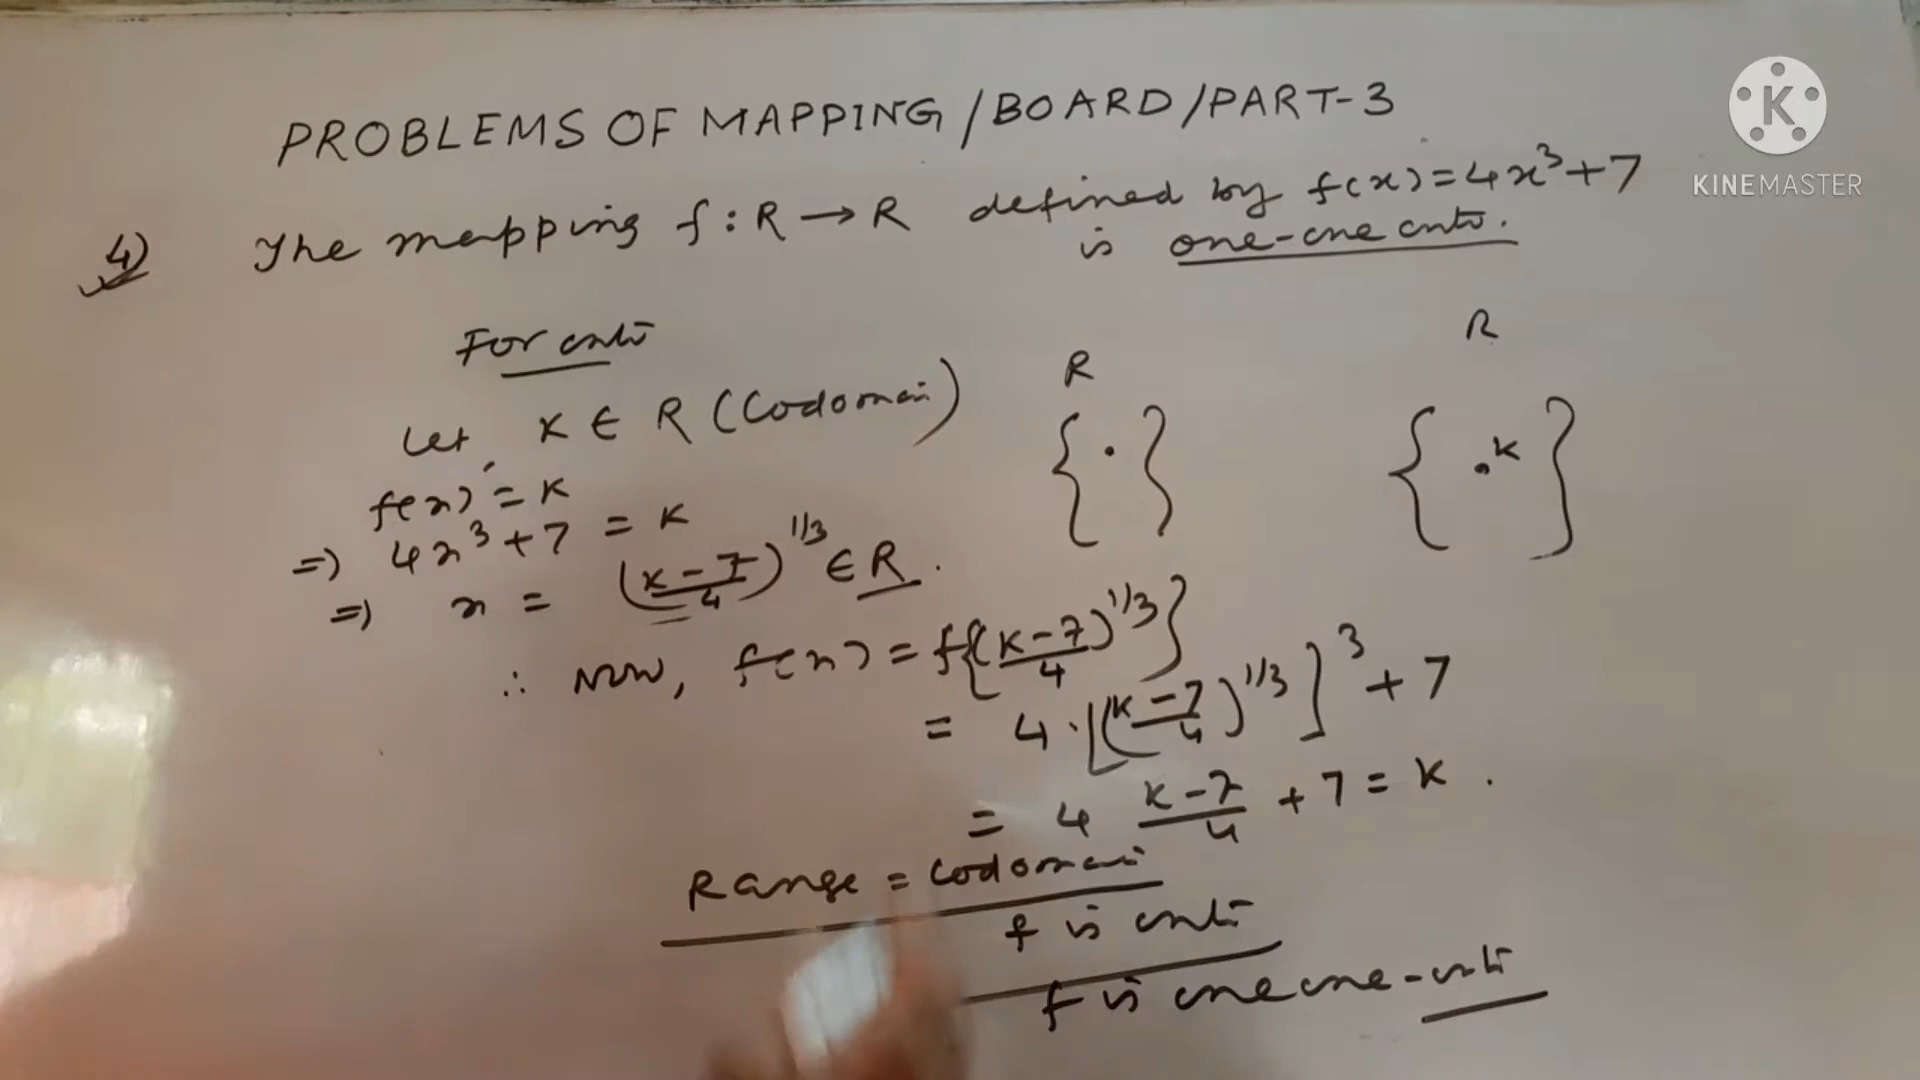 PROBLEMS OF MAPPING/BOARD/PART-3
4) The mapping f: R → R defined by f(x) = 4x³+7
is one-one onto.
For onto
Let, K ∈ R (Codomain)
f(x) = K
=) 4x³+7 = K
=) x = (K-7/4)^1/3 ∈ R.
∴ Now, f(x) = f{(K-7/4)^1/3}
= 4·[(K-7/4)^1/3]³ + 7
= 4 K-7/4 + 7 = K.
Range = Codomain
f is onto
f is one one-onto
R
{ · }
R
{ ·K }
K
KINEMASTER